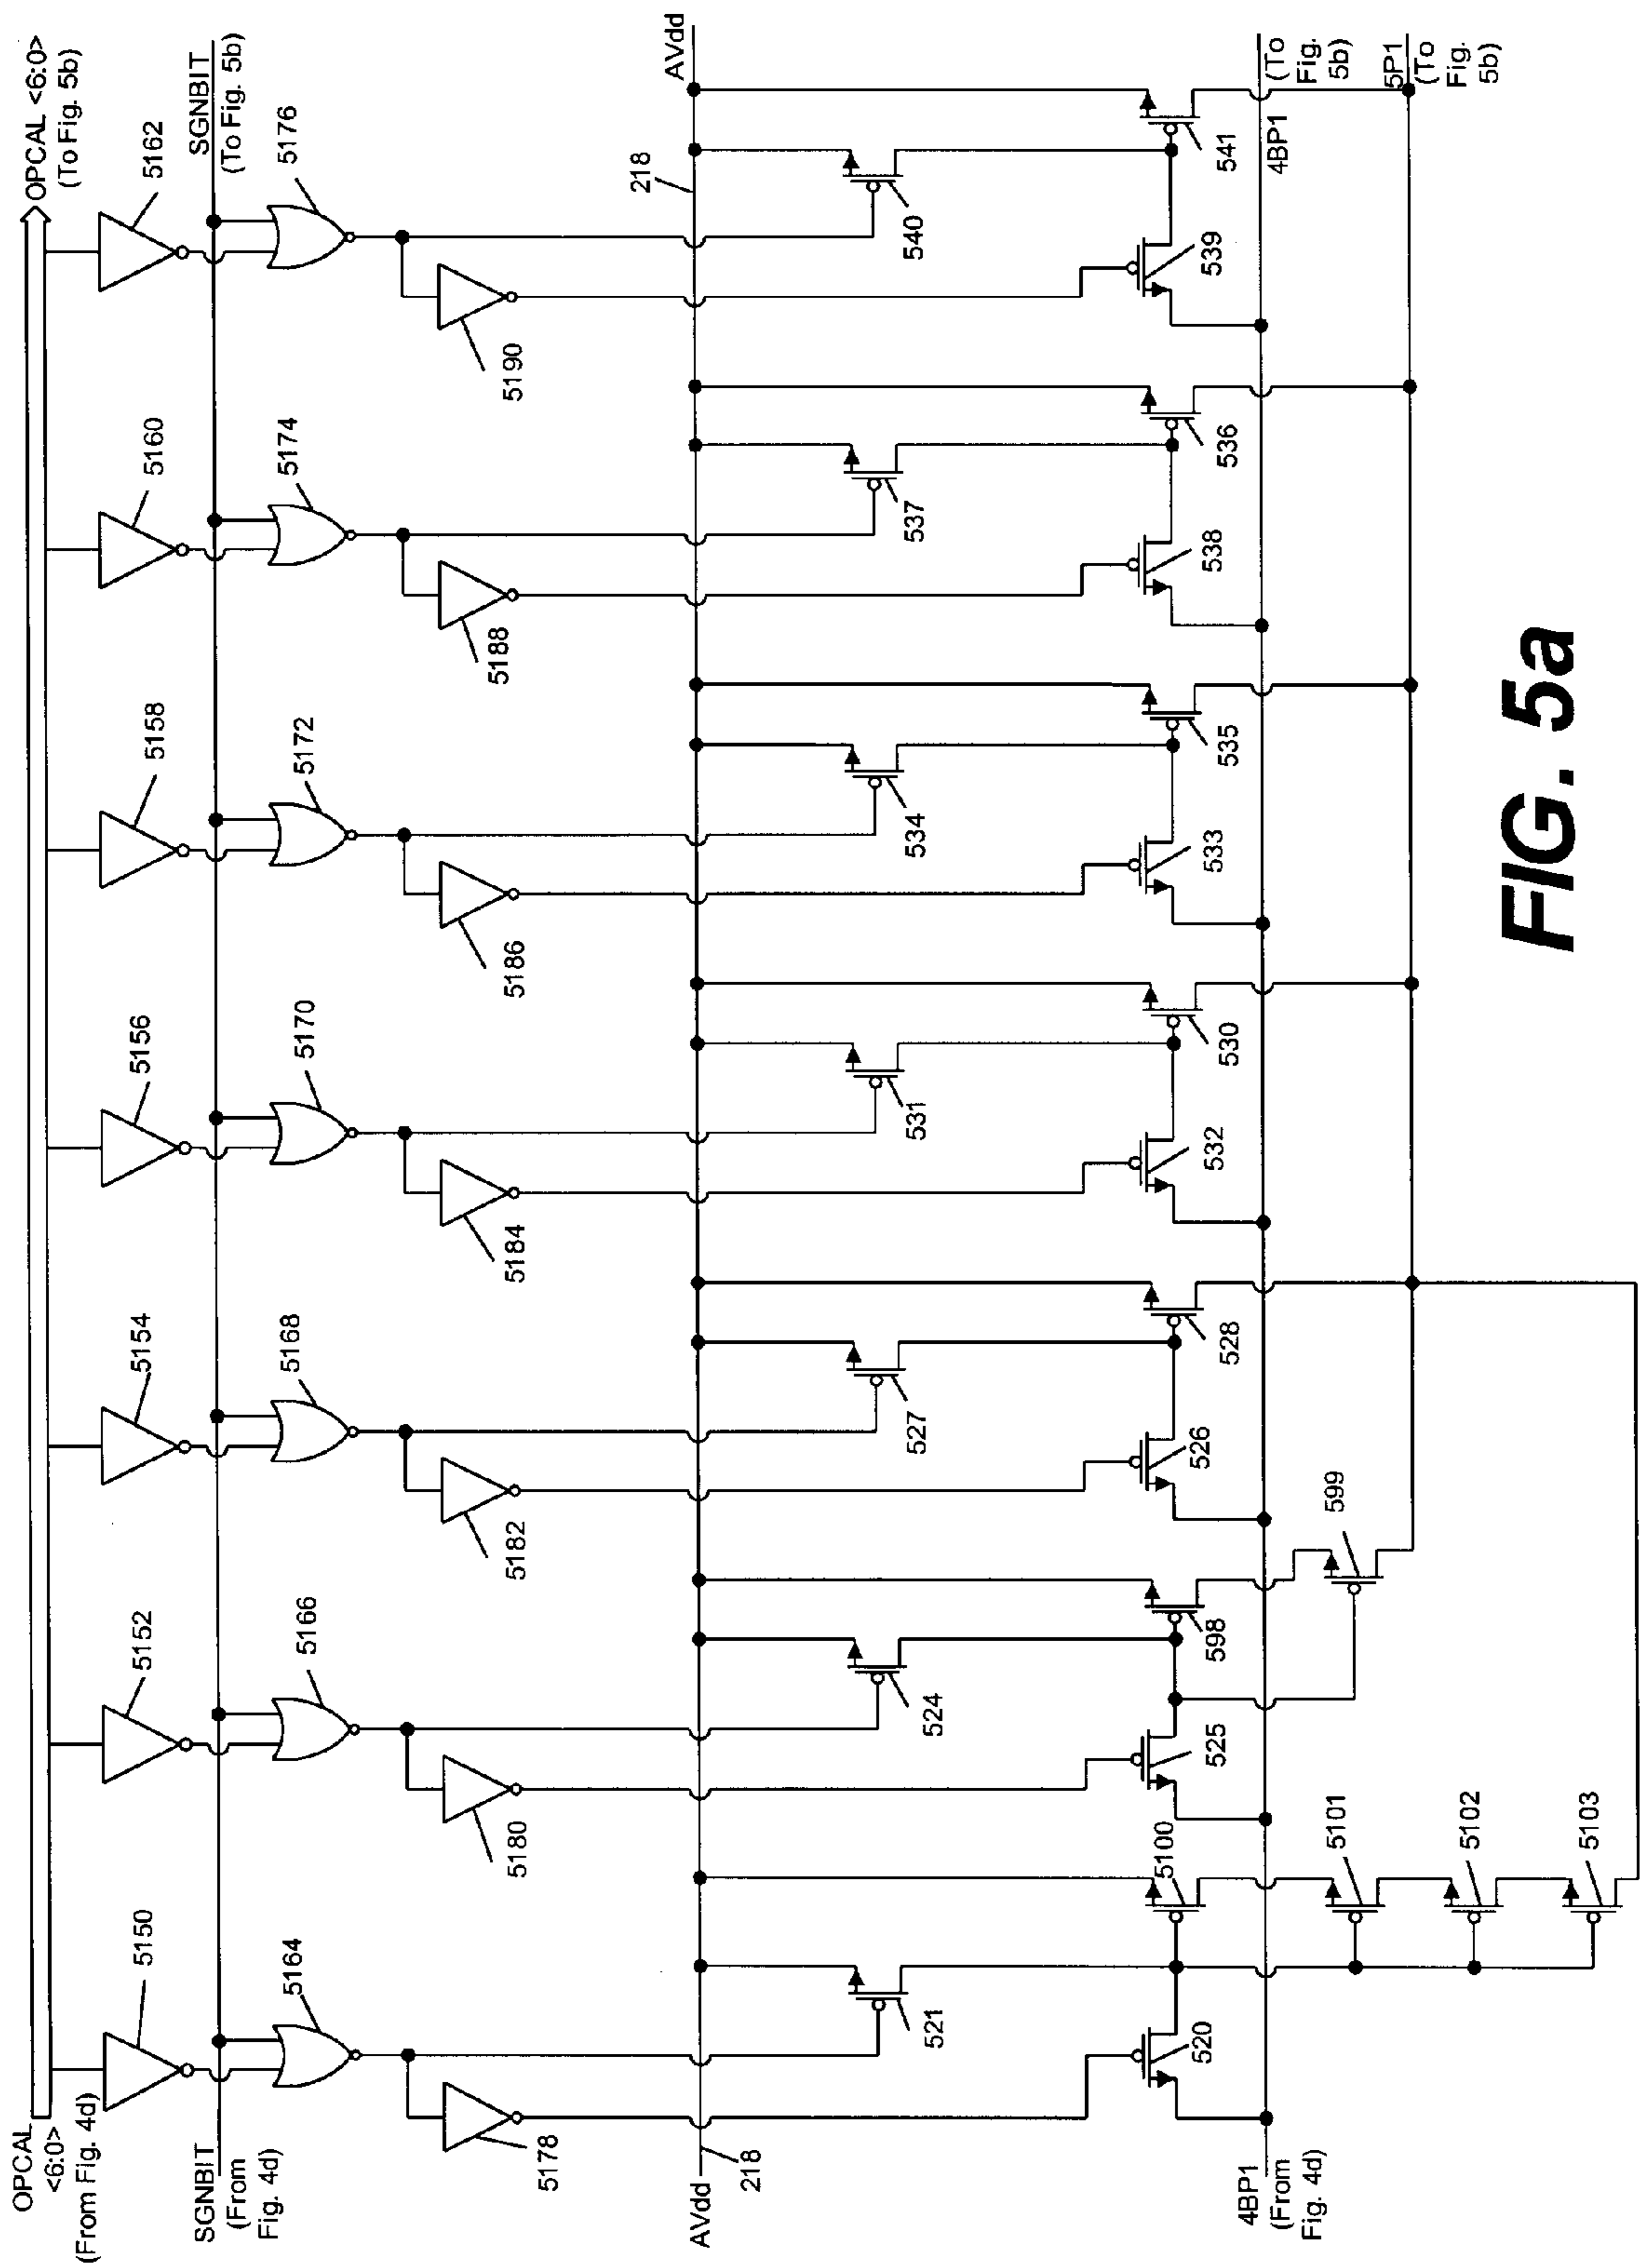 OPCAL
<6:0>
(From Fig. 4d)
OPCAL <6:0>
(To Fig. 5b)
5150
5152
5154
5156
5158
5160
5162
SGNBIT
(From
Fig. 4d)
SGNBIT
(To Fig. 5b)
5164
5166
5168
5170
5172
5174
5176
5178
5180
5182
5184
5186
5188
5190
AVdd
218
218
AVdd
521
524
527
531
534
537
540
520
5100
525
598
526
528
532
530
533
535
538
536
539
541
4BP1
(From
Fig. 4d)
4BP1
(To
Fig.
5b)
5101
5102
5103
599
5P1
(To
Fig.
5b)
FIG. 5a